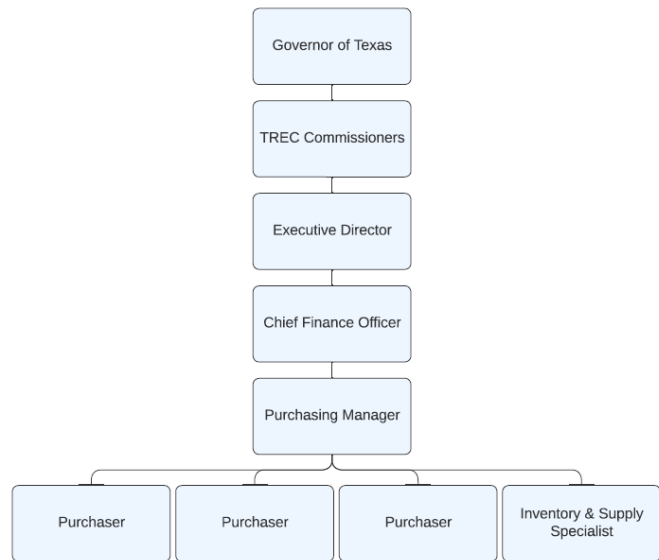 Governor of Texas
TREC Commissioners
Executive Director
Chief Finance Officer
Purchasing Manager
Purchaser
Purchaser
Purchaser
Inventory & Supply
Specialist